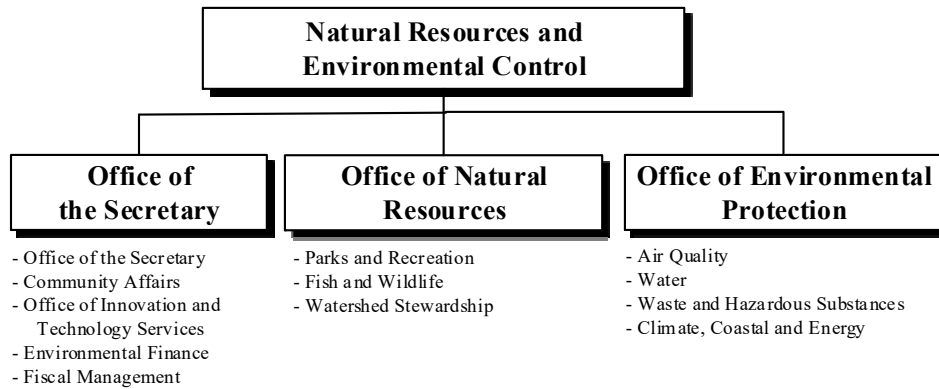 Natural Resources and
Environmental Control
Office of
the Secretary
- Office of the Secretary
- Community Affairs
- Office of Innovation and
Technology Services
- Environmental Finance
- Fiscal Management
Office of Natural
Resources
- Parks and Recreation
- Fish and Wildlife
- Watershed Stewardship
Office of Environmental
Protection
- Air Quality
- Water
- Waste and Hazardous Substances
- Climate, Coastal and Energy